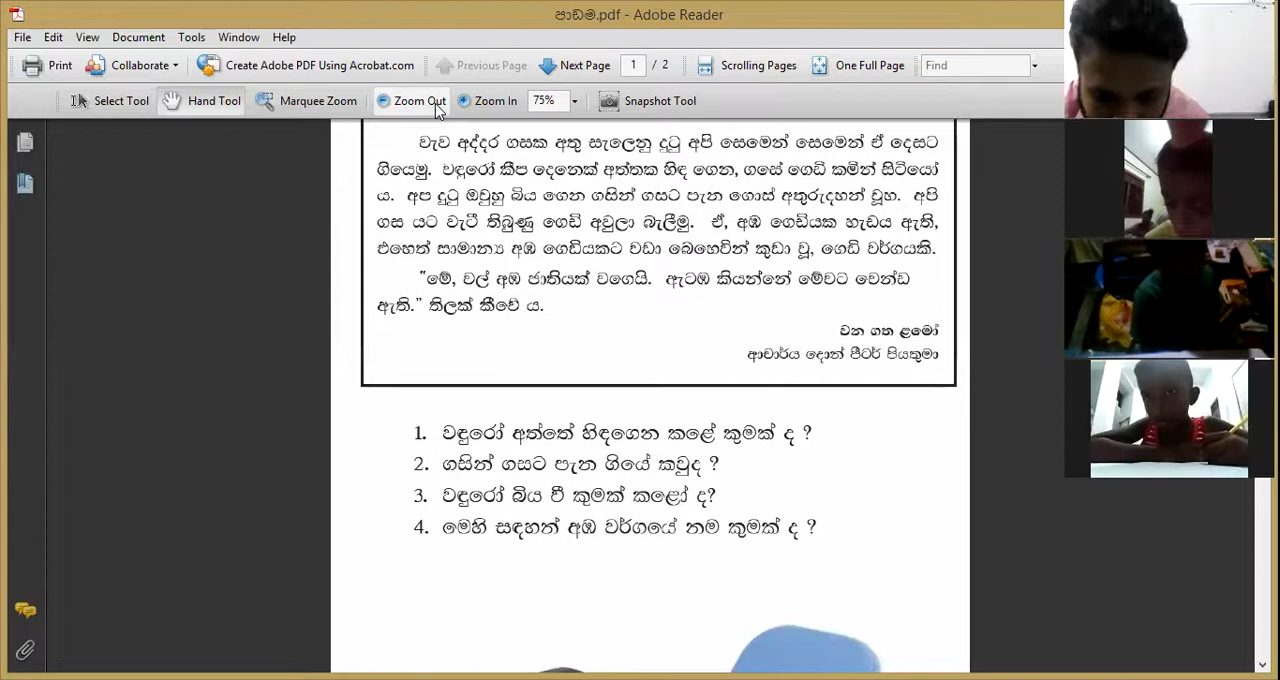 පාඩම.pdf - Adobe Reader
File Edit View Document Tools Window Help
Print Collaborate Create Adobe PDF Using Acrobat.com Previous Page Next Page 1 / 2 Scrolling Pages One Full Page Find
Select Tool Hand Tool Marquee Zoom Zoom Out Zoom In 75% Snapshot Tool
වැව අද්දර ගසක අතු සැලෙනු දුටු අපි සෙමෙන් සෙමෙන් ඒ දෙසට
ගියෙමු. වඳුරෝ කීප දෙනෙක් අත්තක හිඳ ගෙන, ගසේ ගෙඩි කමින් සිටියෝ
ය. අප දුටු ඔවුහු බිය ගෙන ගසින් ගසට පැන ගොස් අතුරුදහන් වූහ. අපි
ගස යට වැටී තිබුණු ගෙඩි අවුලා බැලීමු. ඒ, අඹ ගෙඩියක හැඩය ඇති,
එහෙත් සාමාන්‍ය අඹ ගෙඩියකට වඩා බෙහෙවින් කුඩා වූ, ගෙඩි වර්ගයකි.
“මේ, වල් අඹ ජාතියක් වගෙයි. ඇටඹ කියන්නේ මේවට වෙන්ඩ
ඇති.” තිලක් කීවේ ය.
වන ගත ළමෝ
ආචාර්ය දොන් පීටර් පියතුමා
1. වඳුරෝ අත්තේ හිඳගෙන කළේ කුමක් ද ?
2. ගසින් ගසට පැන ගියේ කවුද ?
3. වඳුරෝ බිය වී කුමක් කළෝ ද?
4. මෙහි සඳහන් අඹ වර්ගයේ නම කුමක් ද ?